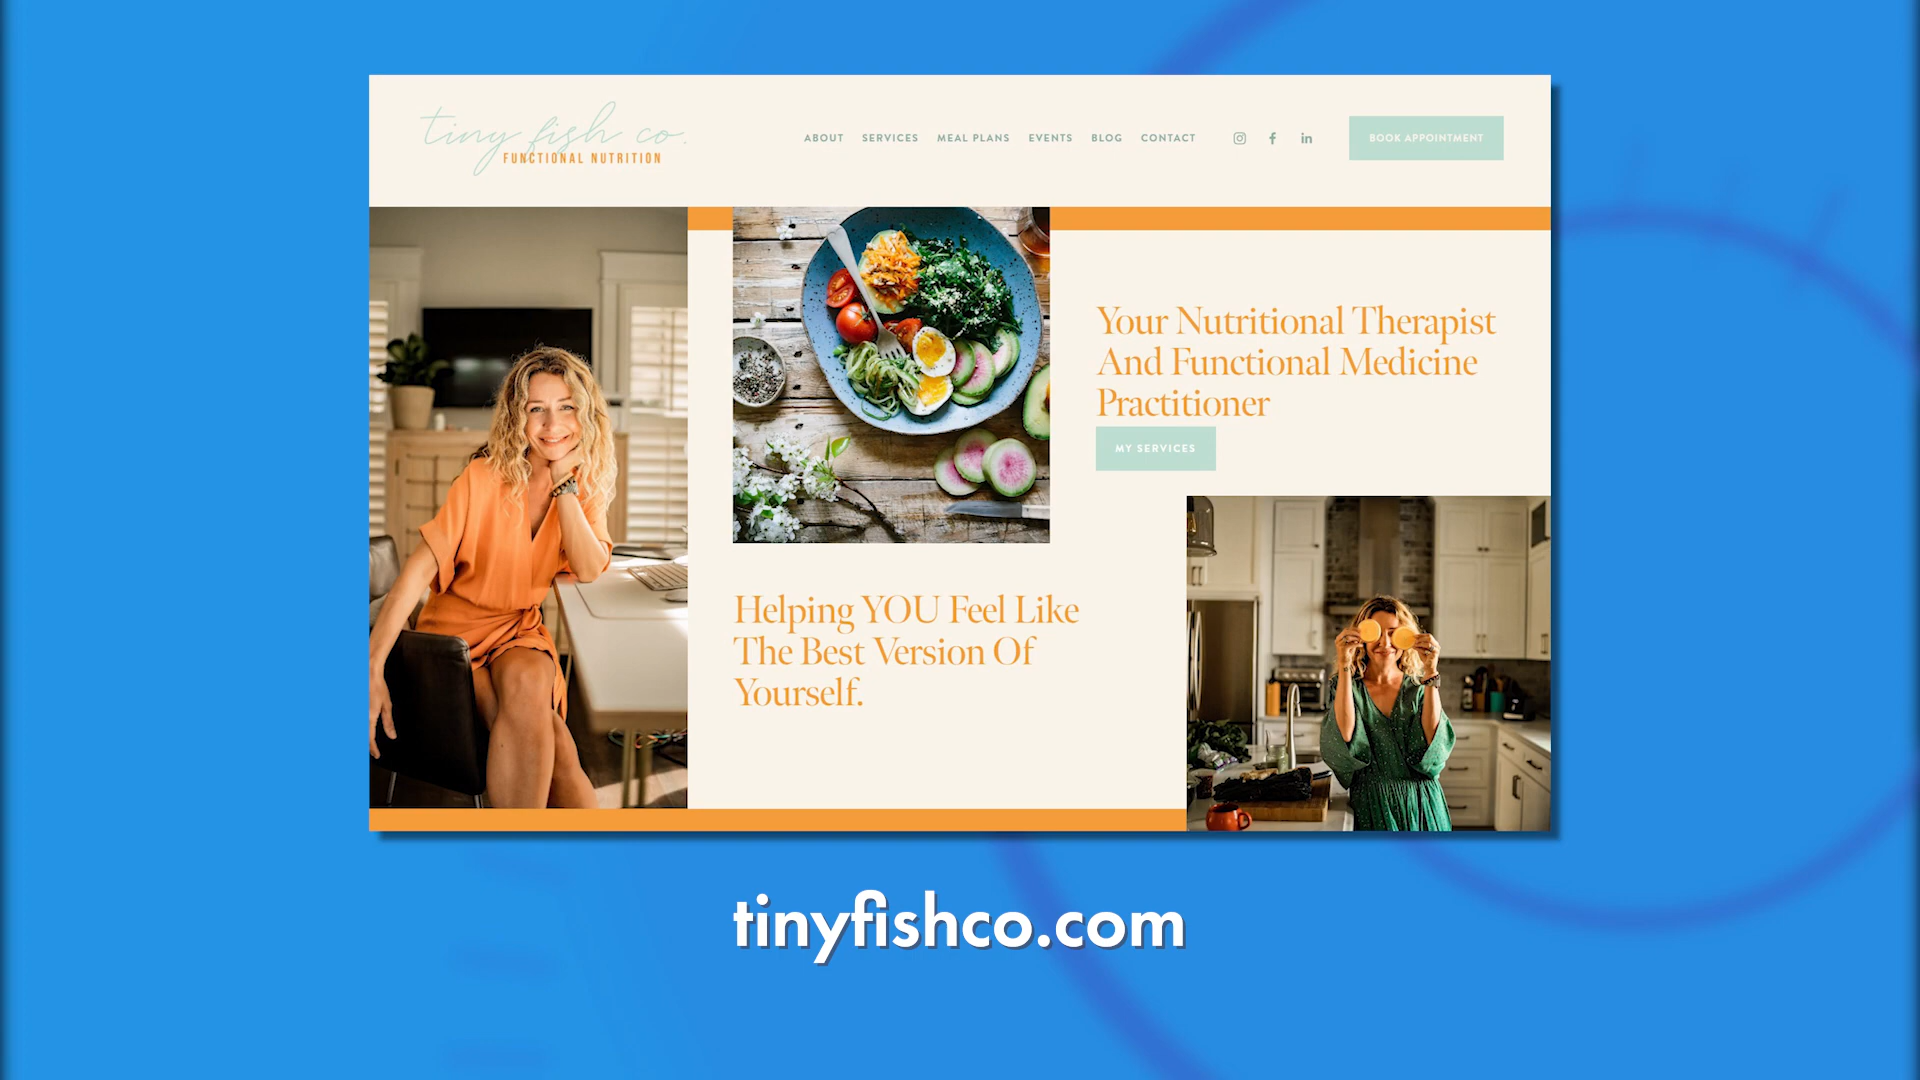 tiny fish co.
FUNCTIONAL NUTRITION
ABOUT SERVICES MEAL PLANS EVENTS BLOG CONTACT
BOOK APPOINTMENT
Your Nutritional Therapist
And Functional Medicine
Practitioner
MY SERVICES
Helping YOU Feel Like
The Best Version Of
Yourself.
tinyfishco.com